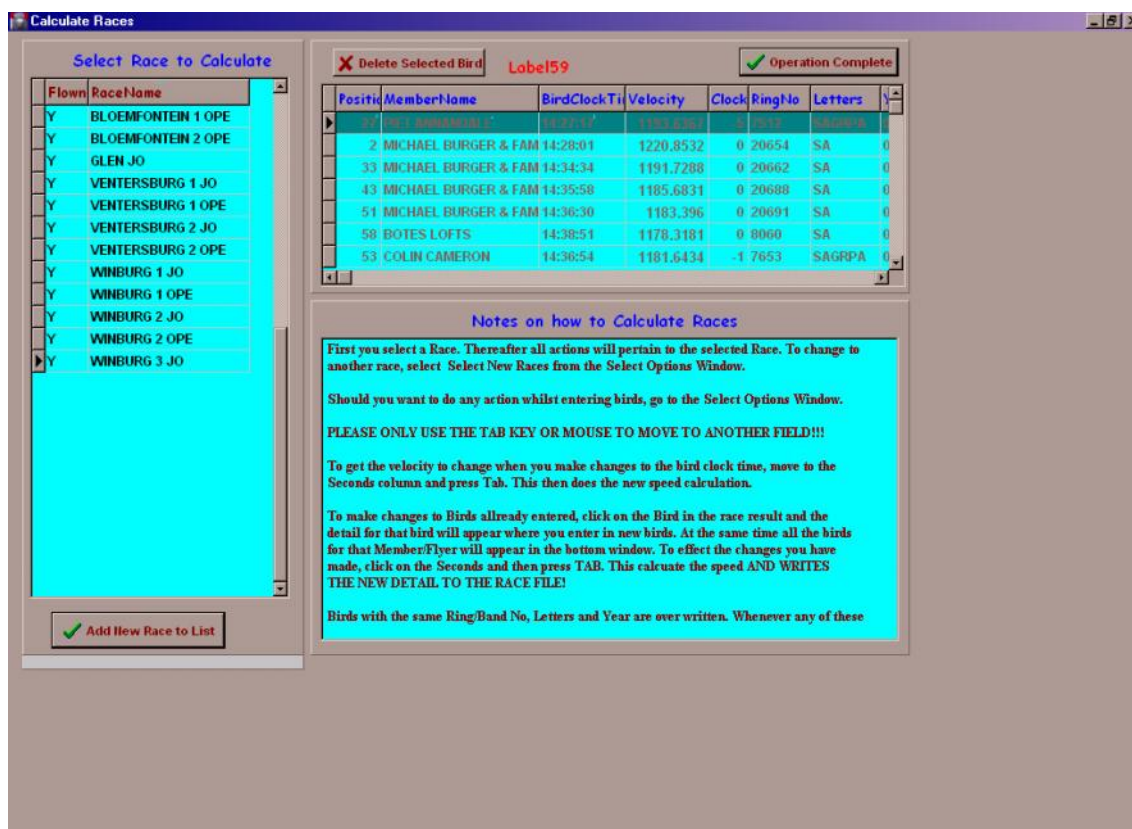 Calculate Races
Select Race to Calculate
Flown RaceName
Y BLOEMFONTEIN 1 OPE
Y BLOEMFONTEIN 2 OPE
Y GLEN JO
Y VENTERSBURG 1 JO
Y VENTERSBURG 1 OPE
Y VENTERSBURG 2 JO
Y VENTERSBURG 2 OPE
Y WINBURG 1 JO
Y WINBURG 1 OPE
Y WINBURG 2 JO
Y WINBURG 2 OPE
Y WINBURG 3 JO
Add New Race to List
Delete Selected Bird Label59 Operation Complete
Positio MemberName BirdClockTi Velocity Clock RingNo Letters Y
27 PIET ANNANDALE 14:27:17 -5 SAGRPA
2 MICHAEL BURGER & FAM 14:28:01 1220.8532 0 20654 SA 0
33 MICHAEL BURGER & FAM 14:34:34 1191.7288 0 20662 SA 0
43 MICHAEL BURGER & FAM 14:35:58 1185.6831 0 20688 SA 0
51 MICHAEL BURGER & FAM 14:36:30 1183.396 0 20691 SA 0
58 BOTES LOFTS 14:38:51 1178.3181 0 8060 SA 0
53 COLIN CAMERON 14:36:54 1181.6434 -1 7653 SAGRPA 0
Notes on how to Calculate Races
First you select a Race. Thereafter all actions will pertain to the selected Race. To change to
another race, select Select New Races from the Select Options Window.
Should you want to do any action whilst entering birds, go to the Select Options Window.
PLEASE ONLY USE THE TAB KEY OR MOUSE TO MOVE TO ANOTHER FIELD!!!
To get the velocity to change when you make changes to the bird clock time, move to the
Seconds column and press Tab. This then does the new speed calculation.
To make changes to Birds allready entered, click on the Bird in the race result and the
detail for that bird will appear where you enter in new birds. At the same time all the birds
for that Member/Flyer will appear in the bottom window. To effect the changes you have
made, click on the Seconds and then press TAB. This calcuate the speed AND WRITES
THE NEW DETAIL TO THE RACE FILE!
Birds with the same Ring/Band No, Letters and Year are over written. Whenever any of these